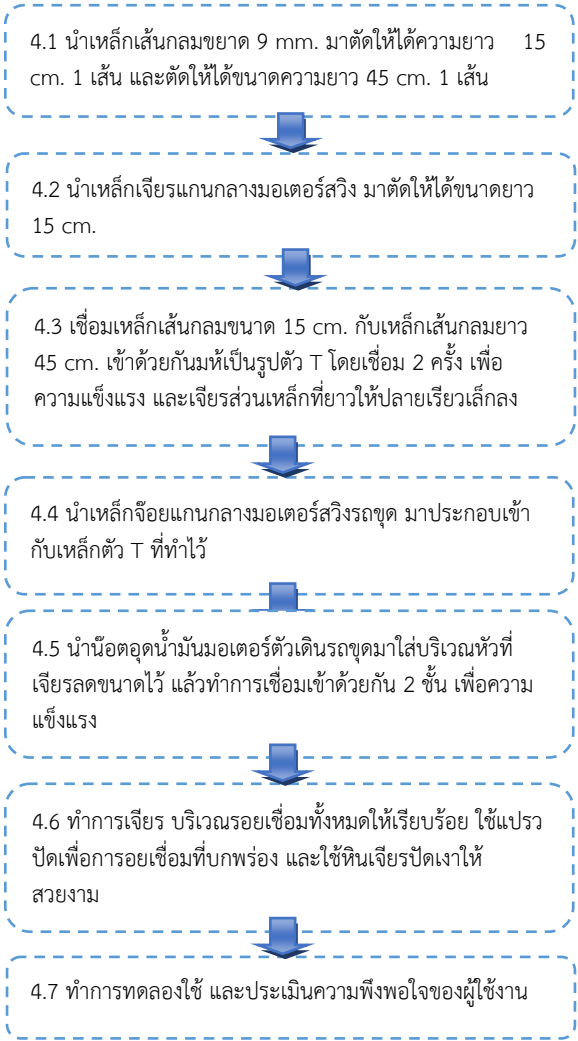 4.1 นำเหล็กเส้นกลมขยาด 9 mm. มาตัดให้ได้ความยาว 15
cm. 1 เส้น และตัดให้ได้ขนาดความยาว 45 cm. 1 เส้น
4.2 นำเหล็กเจียรแกนกลางมอเตอร์สวิง มาตัดให้ได้ขนาดยาว
15 cm.
4.3 เชื่อมเหล็กเส้นกลมขนาด 15 cm. กับเหล็กเส้นกลมยาว
45 cm. เข้าด้วยกันมห้เป็นรูปตัว T โดยเชื่อม 2 ครั้ง เพื่อ
ความแข็งแรง และเจียรส่วนเหล็กที่ยาวให้ปลายเรียวเล็กลง
4.4 นำเหล็กจ๊อยแกนกลางมอเตอร์สวิงรถขุด มาประกอบเข้า
กับเหล็กตัว T ที่ทำไว้
4.5 นำน๊อตอุดน้ำมันมอเตอร์ตัวเดินรถขุดมาใส่บริเวณหัวที่
เจียรลดขนาดไว้ แล้วทำการเชื่อมเข้าด้วยกัน 2 ชั้น เพื่อความ
แข็งแรง
4.6 ทำการเจียร บริเวณรอยเชื่อมทั้งหมดให้เรียบร้อย ใช้แปรว
ปัดเพื่อการอยเชื่อมที่บกพร่อง และใช้หินเจียรปัดเงาให้
สวยงาม
4.7 ทำการทดลองใช้ และประเมินความพึงพอใจของผู้ใช้งาน